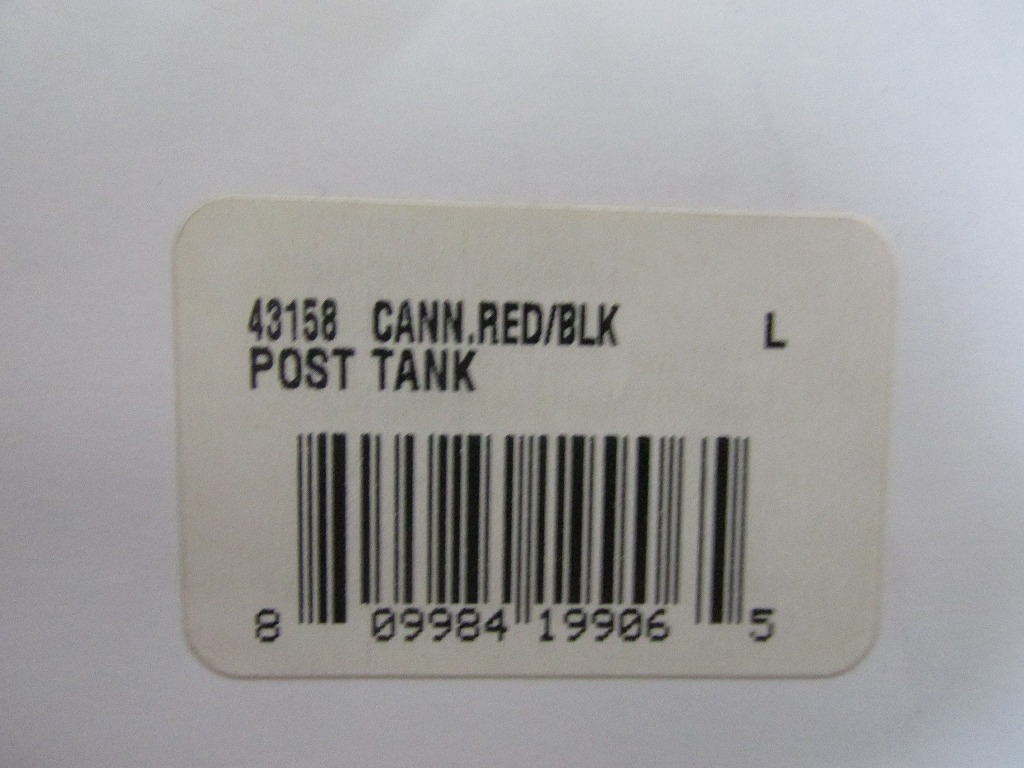 43158 CANN.RED/BLK L
POST TANK
8 09984 19906 5